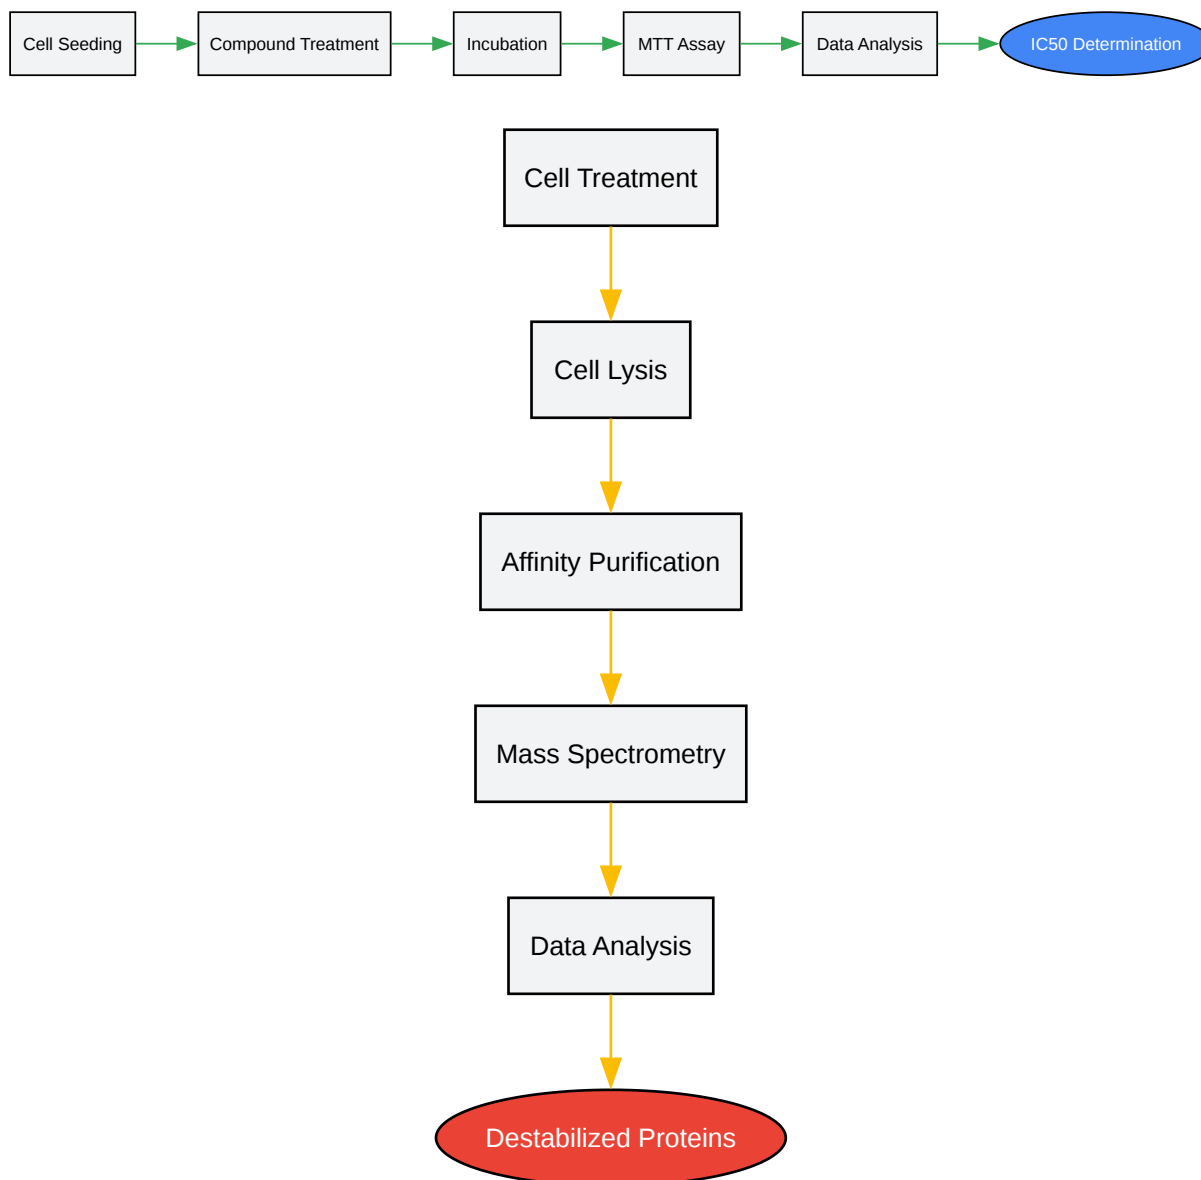 Cell Seeding
Compound Treatment
Incubation
MTT Assay
Data Analysis
IC50 Determination
Cell Treatment
Cell Lysis
Affinity Purification
Mass Spectrometry
Data Analysis
Destabilized Proteins